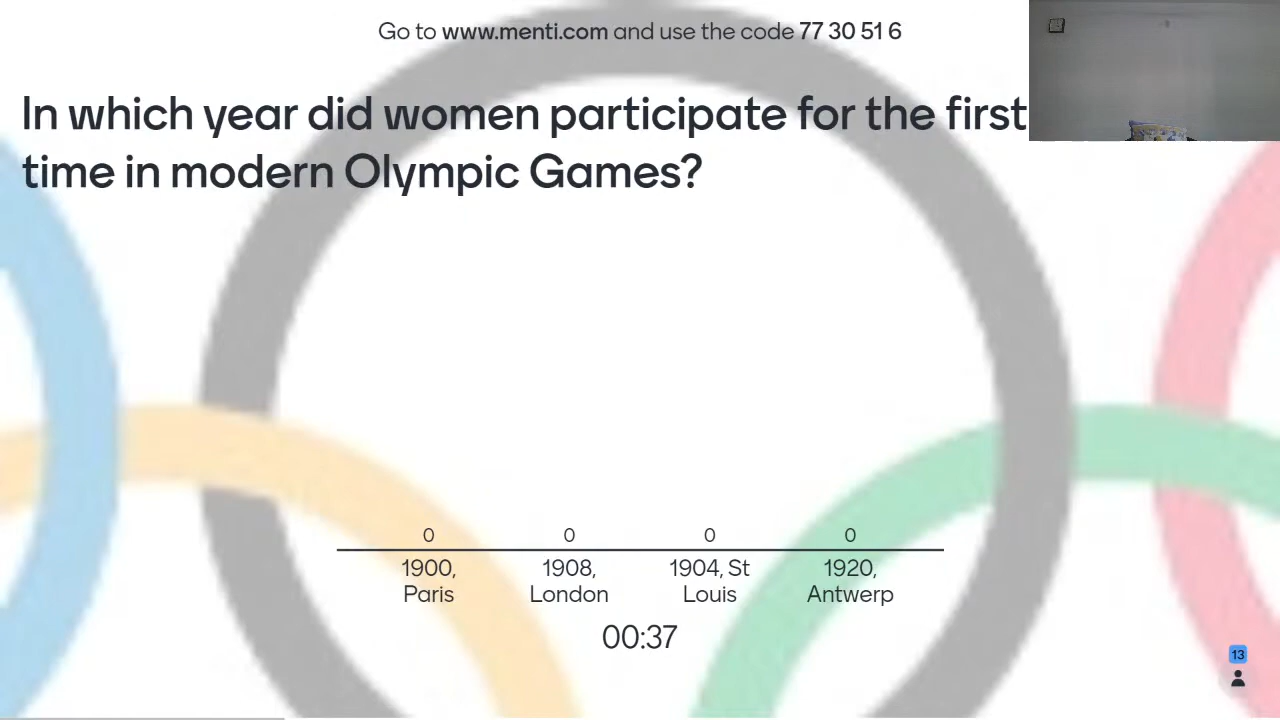 Go to www.menti.com and use the code 77 30 51 6
In which year did women participate for the first
time in modern Olympic Games?
0 0 0 0
1900, 1908, 1904, St 1920,
Paris London Louis Antwerp
00:37
13